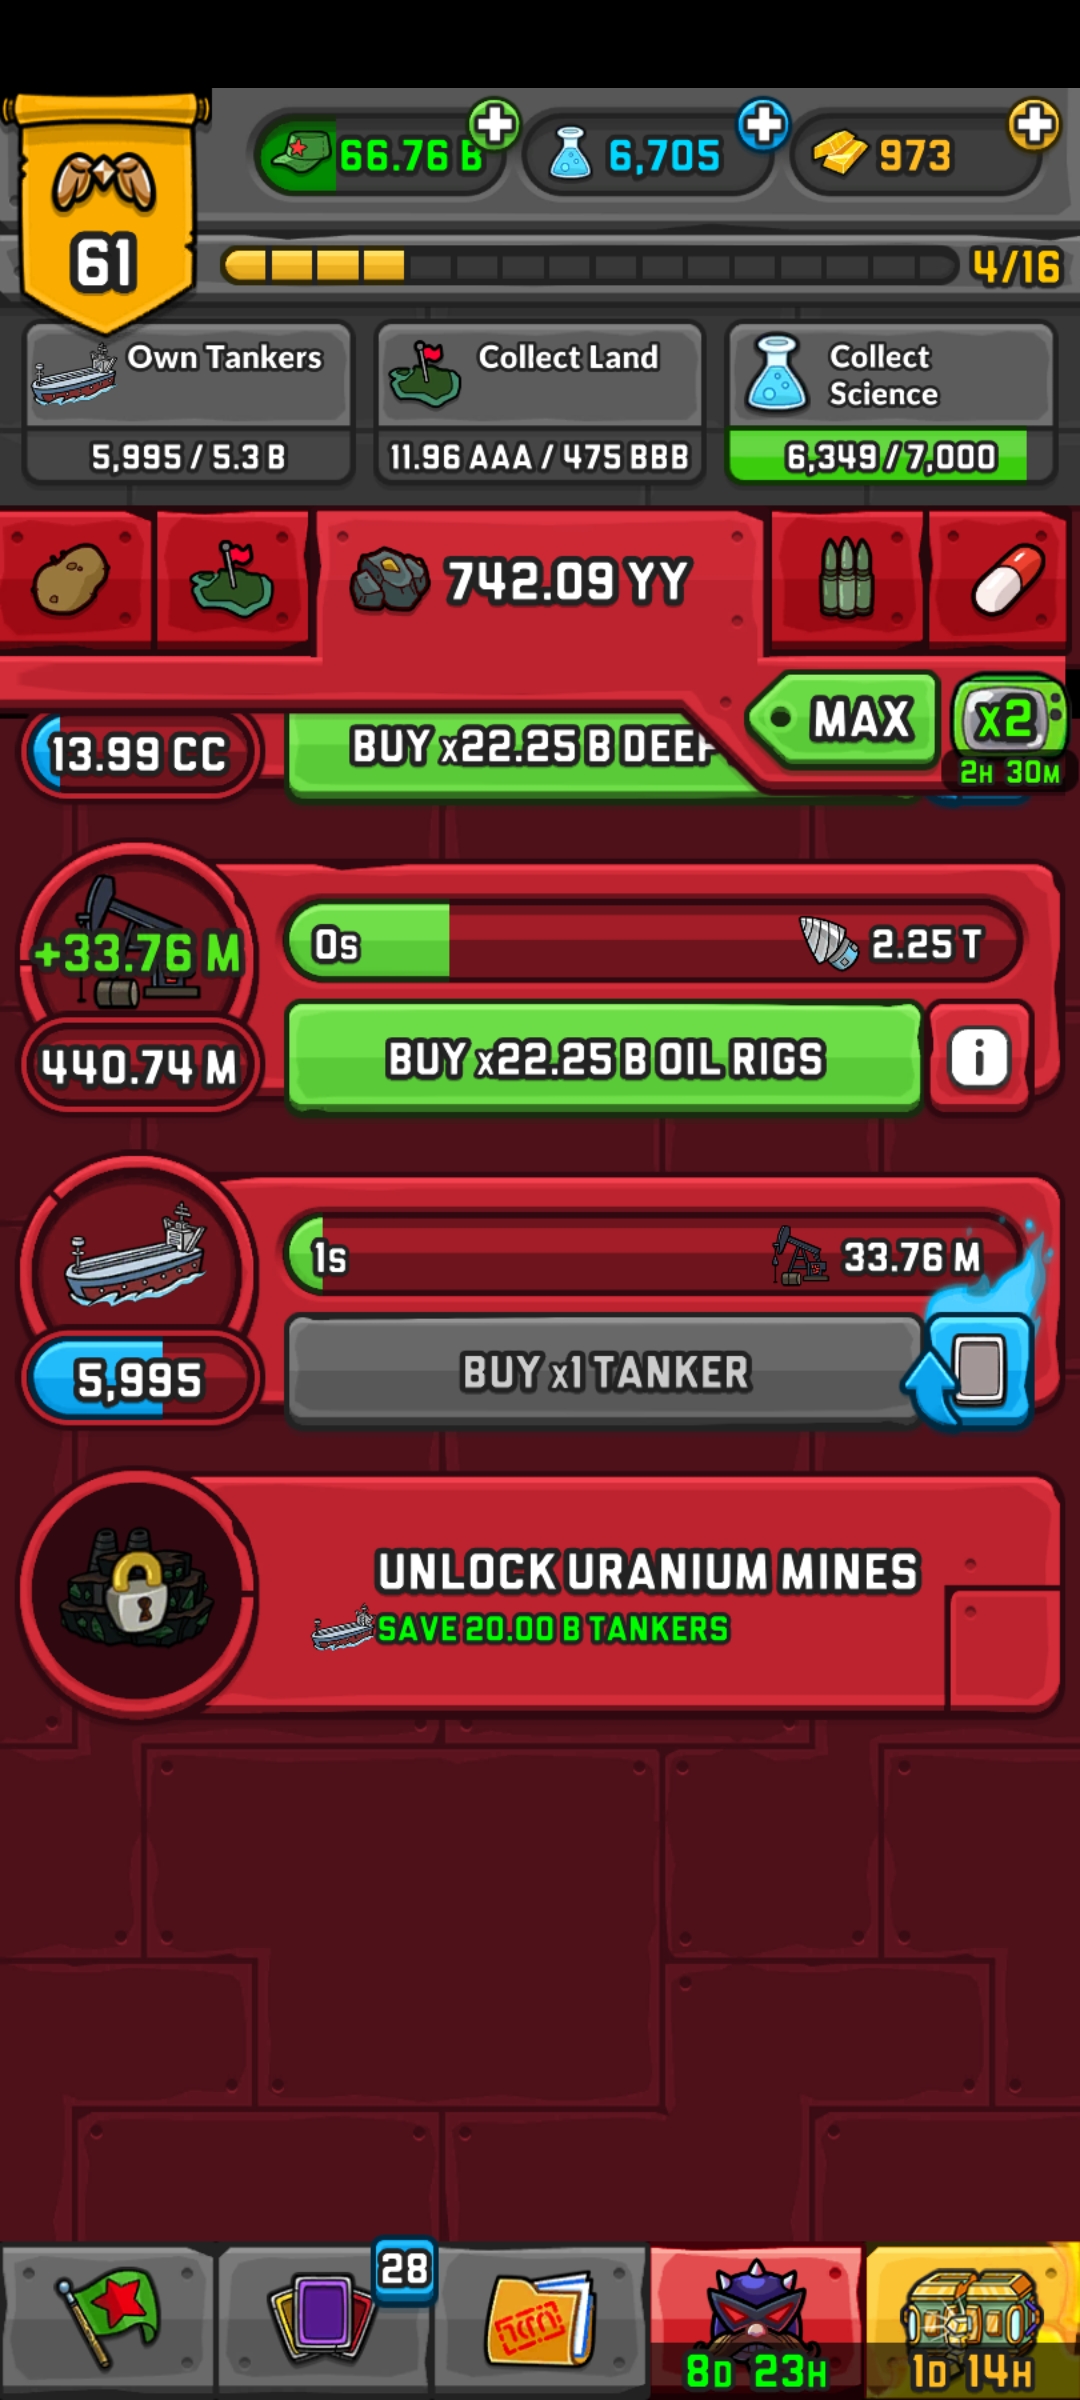 66.76 B
6,705
973
61
4/16
Own Tankers
5,995 / 5.3 B
Collect Land
11.96 AAA / 475 BBB
Collect
Science
6,349 / 7,000
742.09 YY
MAX
x2
2H 30M
13.99 CC
BUY x22.25 B DEEP
+33.76 M
0s
2.25 T
440.74 M
BUY x22.25 B OIL RIGS
i
1s
33.76 M
5,995
BUY x1 TANKER
UNLOCK URANIUM MINES
SAVE 20.00 B TANKERS
28
8D 23H
1D 14H